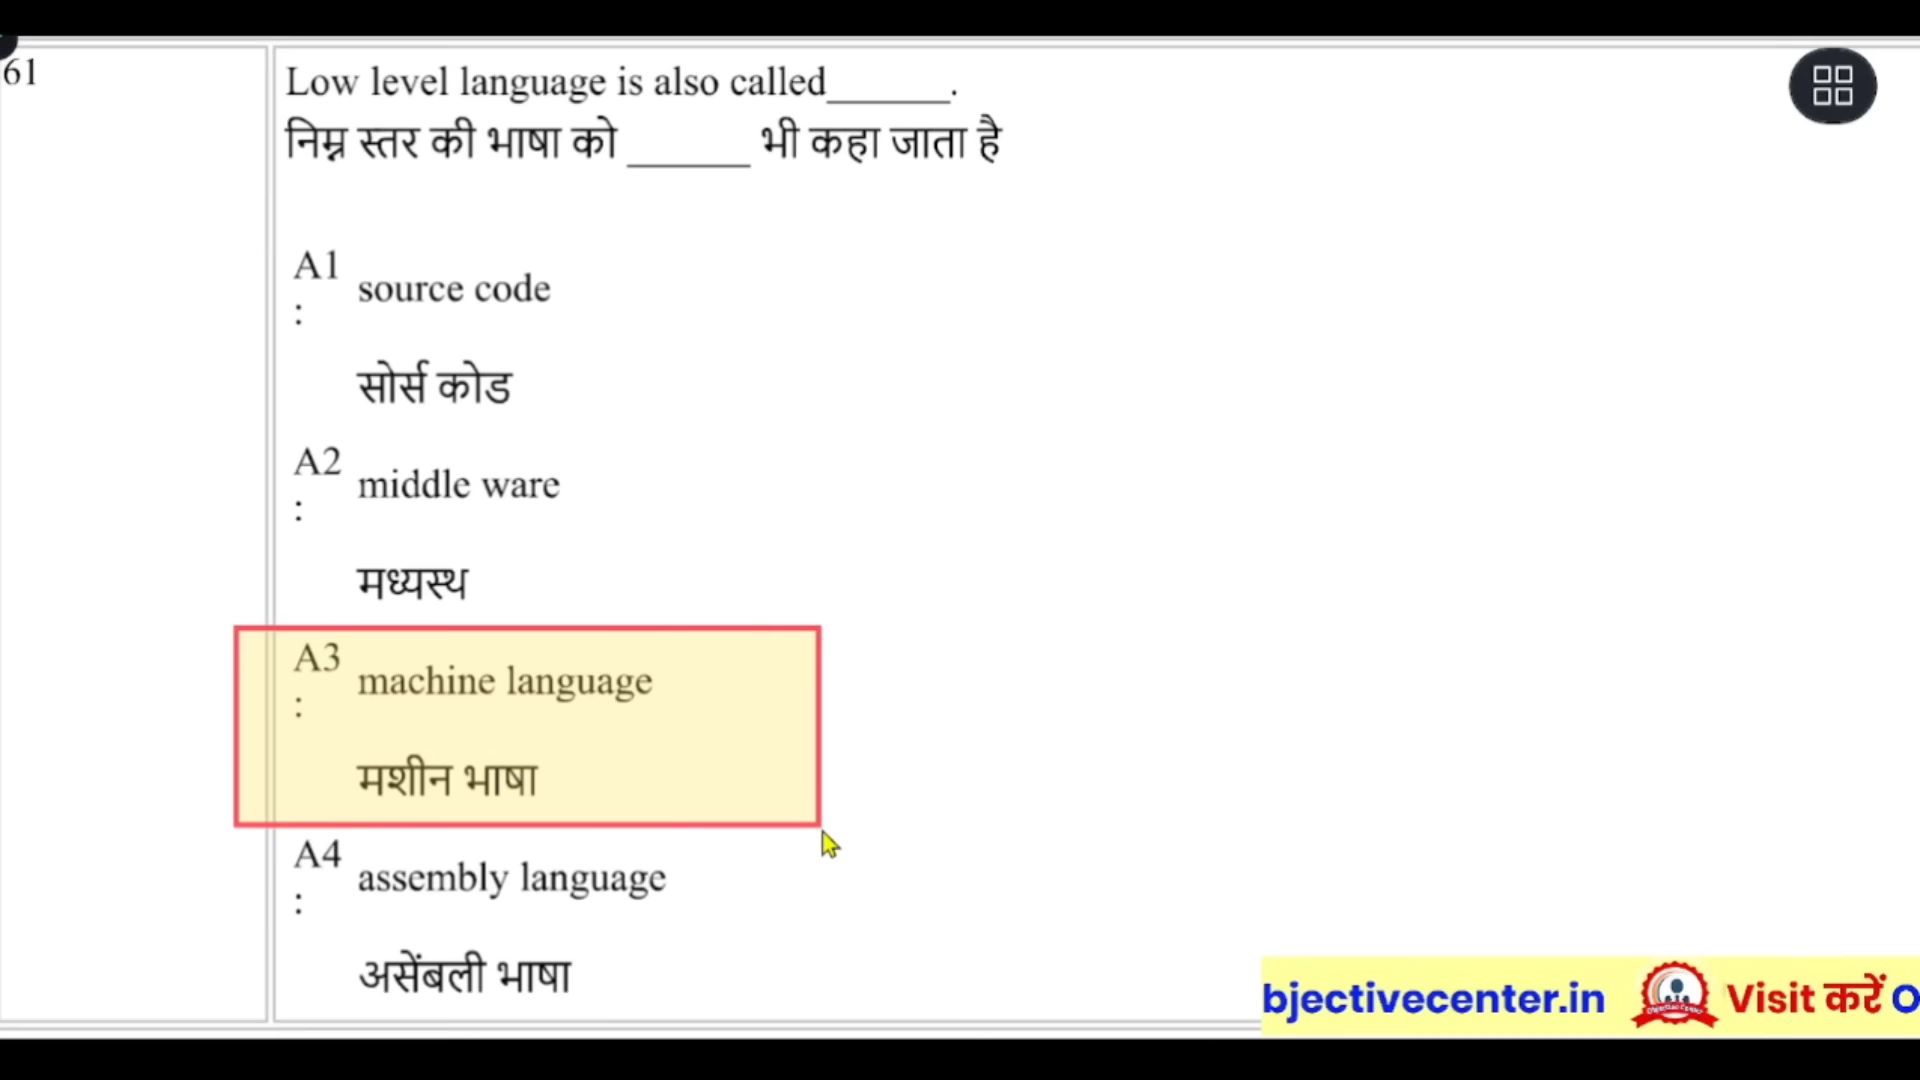 61
Low level language is also called______.
निम्न स्तर की भाषा को ______ भी कहा जाता है
A1
:
source code
सोर्स कोड
A2
:
middle ware
मध्यस्थ
A3
:
machine language
मशीन भाषा
A4
:
assembly language
असेंबली भाषा
bjectivecenter.in Visit करें O